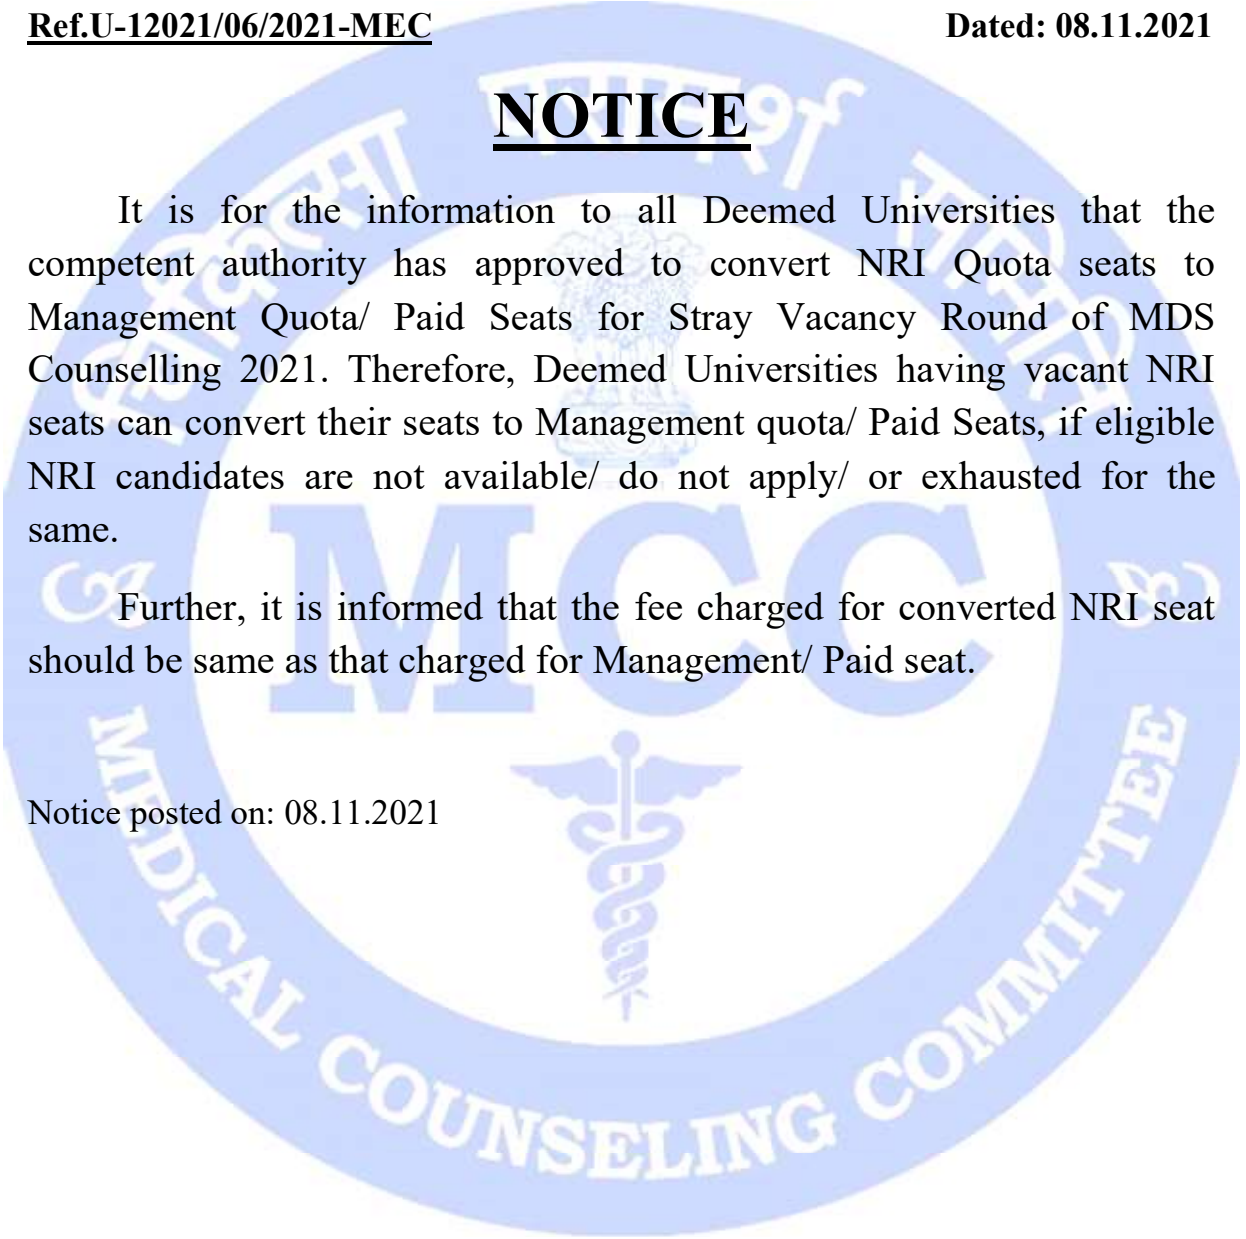 Ref.U-12021/06/2021-MEC Dated: 08.11.2021
NOTICE
It is for the information to all Deemed Universities that the
competent authority has approved to convert NRI Quota seats to
Management Quota/ Paid Seats for Stray Vacancy Round of MDS
Counselling 2021. Therefore, Deemed Universities having vacant NRI
seats can convert their seats to Management quota/ Paid Seats, if eligible
NRI candidates are not available/ do not apply/ or exhausted for the
same.
Further, it is informed that the fee charged for converted NRI seat
should be same as that charged for Management/ Paid seat.
Notice posted on: 08.11.2021
चिकित्सा परामर्श समिति
MCC
MEDICAL COUNSELING COMMITTEE